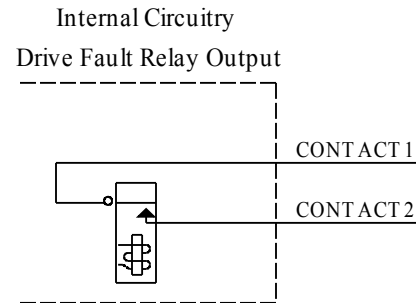 Internal Circuitry
Drive Fault Relay Output
CONTACT 1
CONTACT 2